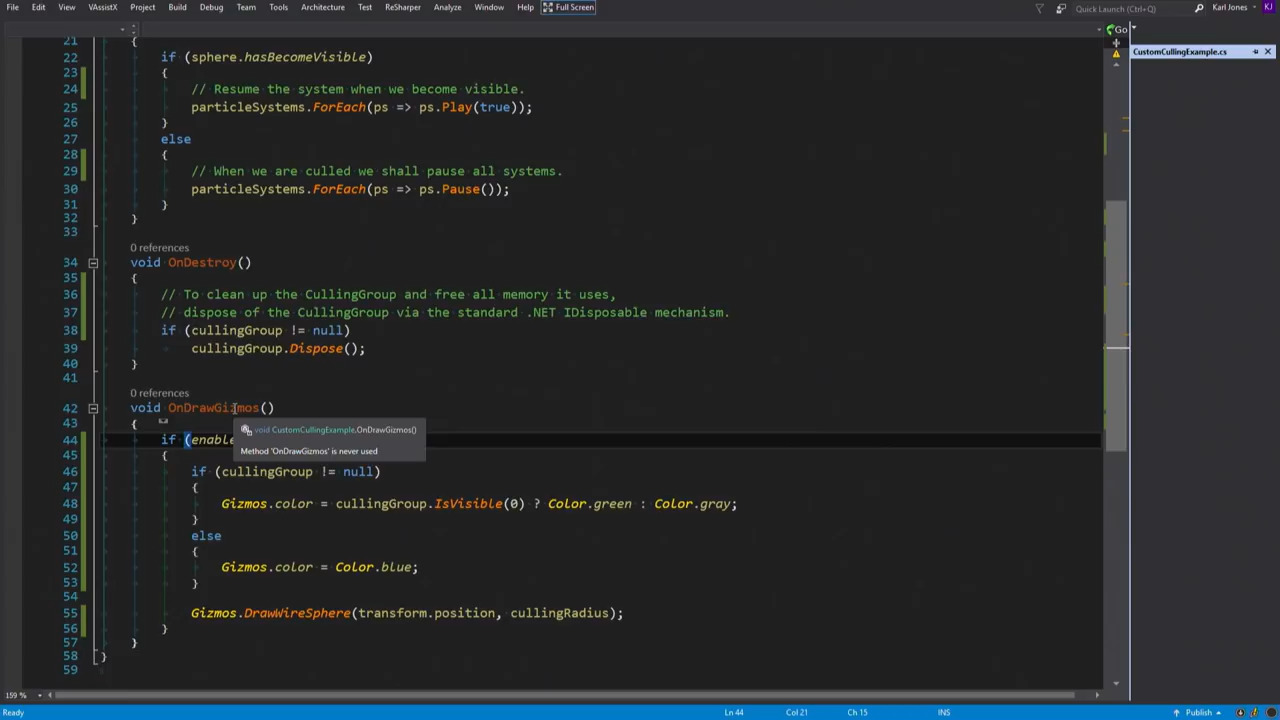 File Edit View Project Build Debug Team Tools Architecture Test VAssistX ReSharper Analyze Window Help Full Screen Quick Launch (Ctrl+Q) Karl Jones KJ
Go
CustomCullingExample.cs
21 {
22 if (sphere.hasBecomeVisible)
23 {
24 // Resume the system when we become visible.
25 particleSystems.ForEach(ps => ps.Play(true));
26 }
27 else
28 {
29 // When we are culled we shall pause all systems.
30 particleSystems.ForEach(ps => ps.Pause());
31 }
32 }
33
0 references
34 void OnDestroy()
35 {
36 // To clean up the CullingGroup and free all memory it uses,
37 // dispose of the CullingGroup via the standard .NET IDisposable mechanism.
38 if (cullingGroup != null)
39 cullingGroup.Dispose();
40 }
41
0 references
42 void OnDrawGizmos()
43 {
void CustomCullingExample.OnDrawGizmos()
44 if (enable
Method 'OnDrawGizmos' is never used
45 {
46 if (cullingGroup != null)
47 {
48 Gizmos.color = cullingGroup.IsVisible(0) ? Color.green : Color.gray;
49 }
50 else
51 {
52 Gizmos.color = Color.blue;
53 }
54
55 Gizmos.DrawWireSphere(transform.position, cullingRadius);
56 }
57 }
58 }
59
159 %
Ready Ln 44 Col 21 Ch 15 INS Publish